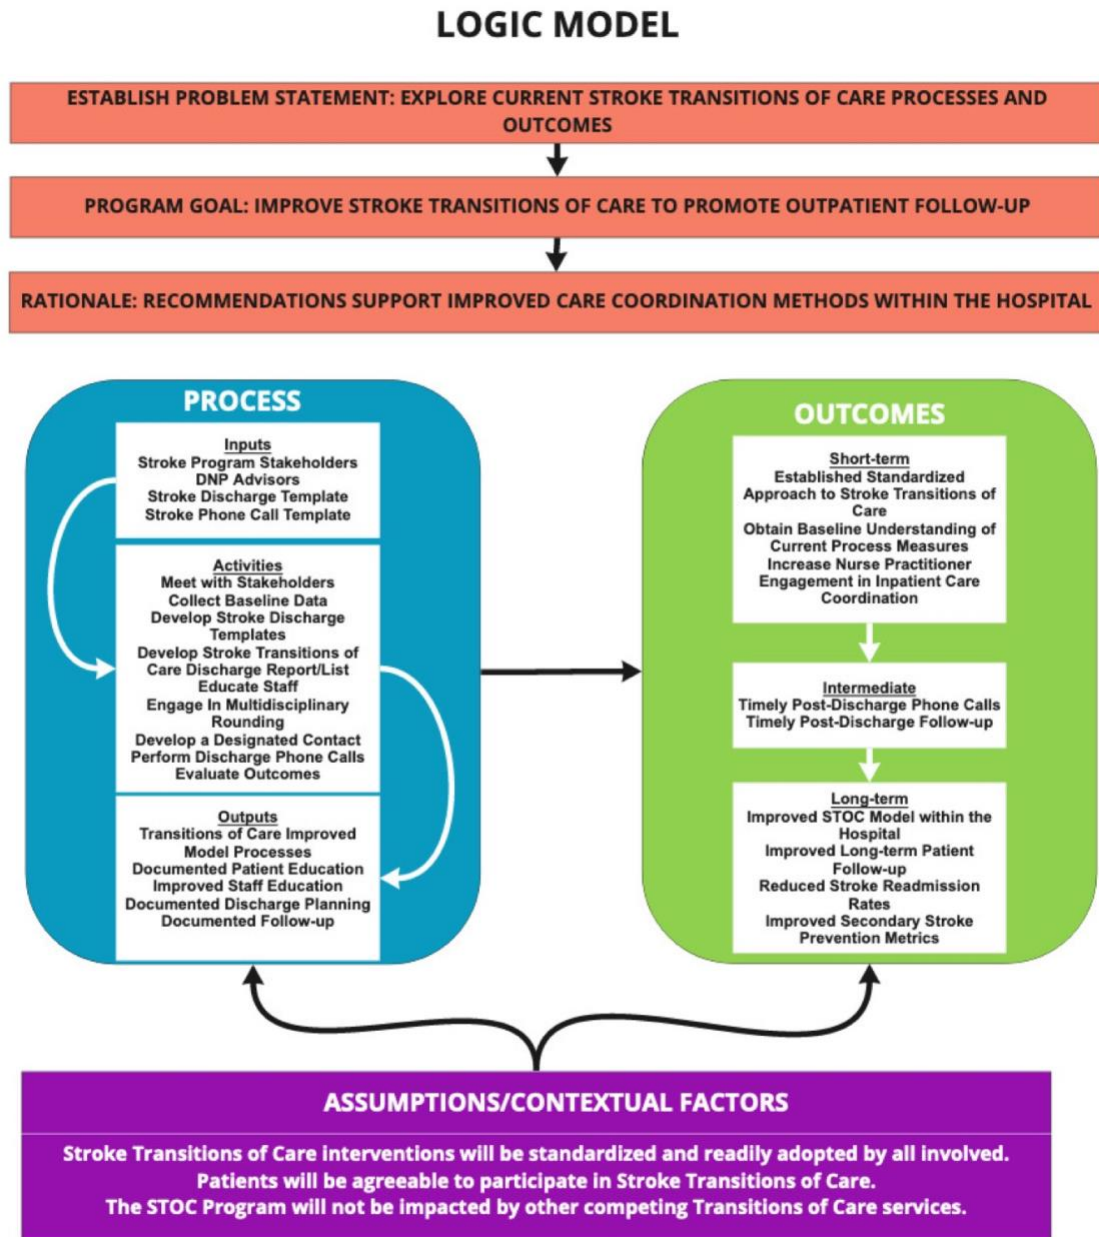 LOGIC MODEL
ESTABLISH PROBLEM STATEMENT: EXPLORE CURRENT STROKE TRANSITIONS OF CARE PROCESSES AND
OUTCOMES
PROGRAM GOAL: IMPROVE STROKE TRANSITIONS OF CARE TO PROMOTE OUTPATIENT FOLLOW-UP
RATIONALE: RECOMMENDATIONS SUPPORT IMPROVED CARE COORDINATION METHODS WITHIN THE HOSPITAL
PROCESS
Inputs
Stroke Program Stakeholders
DNP Advisors
Stroke Discharge Template
Stroke Phone Call Template
Activities
Meet with Stakeholders
Collect Baseline Data
Develop Stroke Discharge
Templates
Develop Stroke Transitions of
Care Discharge Report/List
Educate Staff
Engage In Multidisciplinary
Rounding
Develop a Designated Contact
Perform Discharge Phone Calls
Evaluate Outcomes
Outputs
Transitions of Care Improved
Model Processes
Documented Patient Education
Improved Staff Education
Documented Discharge Planning
Documented Follow-up
OUTCOMES
Short-term
Established Standardized
Approach to Stroke Transitions of
Care
Obtain Baseline Understanding of
Current Process Measures
Increase Nurse Practitioner
Engagement in Inpatient Care
Coordination
Intermediate
Timely Post-Discharge Phone Calls
Timely Post-Discharge Follow-up
Long-term
Improved STOC Model within the
Hospital
Improved Long-term Patient
Follow-up
Reduced Stroke Readmission
Rates
Improved Secondary Stroke
Prevention Metrics
ASSUMPTIONS/CONTEXTUAL FACTORS
Stroke Transitions of Care interventions will be standardized and readily adopted by all involved.
Patients will be agreeable to participate in Stroke Transitions of Care.
The STOC Program will not be impacted by other competing Transitions of Care services.